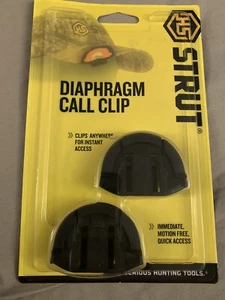 HS
STRUT®
DIAPHRAGM
CALL CLIP
CLIPS ANYWHERE
FOR INSTANT
ACCESS
IMMEDIATE,
MOTION FREE,
QUICK ACCESS
SERIOUS HUNTING TOOLS.